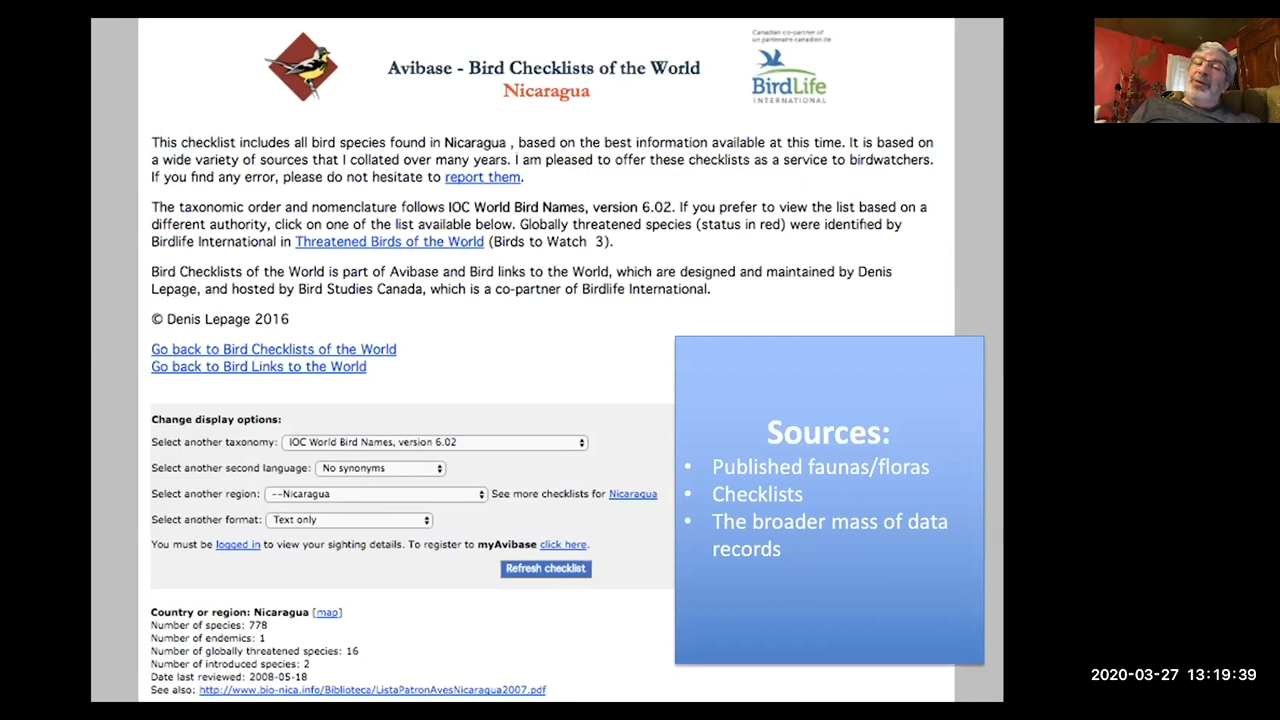 Avibase - Bird Checklists of the World
Nicaragua
Canadian co-partner of
un partenaire canadien de
BirdLife
INTERNATIONAL
This checklist includes all bird species found in Nicaragua , based on the best information available at this time. It is based on
a wide variety of sources that I collated over many years. I am pleased to offer these checklists as a service to birdwatchers.
If you find any error, please do not hesitate to report them.
The taxonomic order and nomenclature follows IOC World Bird Names, version 6.02. If you prefer to view the list based on a
different authority, click on one of the list available below. Globally threatened species (status in red) were identified by
Birdlife International in Threatened Birds of the World (Birds to Watch 3).
Bird Checklists of the World is part of Avibase and Bird links to the World, which are designed and maintained by Denis
Lepage, and hosted by Bird Studies Canada, which is a co-partner of Birdlife International.
© Denis Lepage 2016
Go back to Bird Checklists of the World
Go back to Bird Links to the World
Change display options:
Select another taxonomy: IOC World Bird Names, version 6.02
Select another second language: No synonyms
Select another region: --Nicaragua See more checklists for Nicaragua
Select another format: Text only
You must be logged in to view your sighting details. To register to myAvibase click here.
Refresh checklist
Country or region: Nicaragua [map]
Number of species: 778
Number of endemics: 1
Number of globally threatened species: 16
Number of introduced species: 2
Date last reviewed: 2008-05-18
See also: http://www.bio-nica.info/Biblioteca/ListaPatronAvesNicaragua2007.pdf
Sources:
• Published faunas/floras
• Checklists
• The broader mass of data
records
2020-03-27 13:19:39